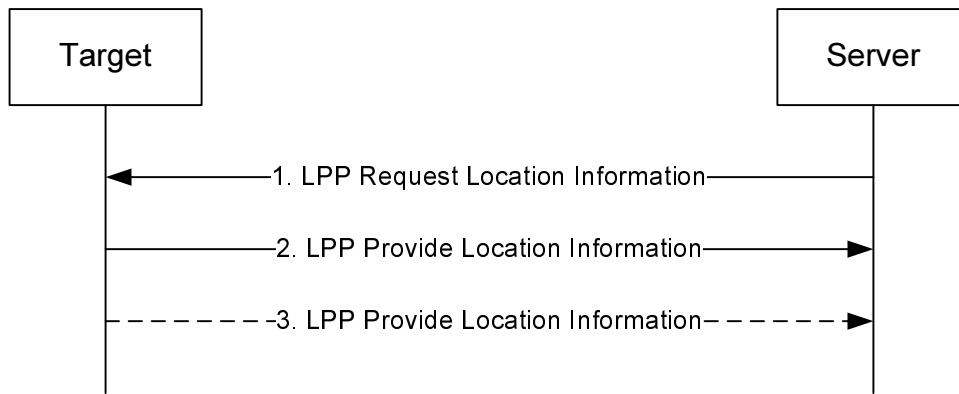 Target
Server
1. LPP Request Location Information
2. LPP Provide Location Information
3. LPP Provide Location Information